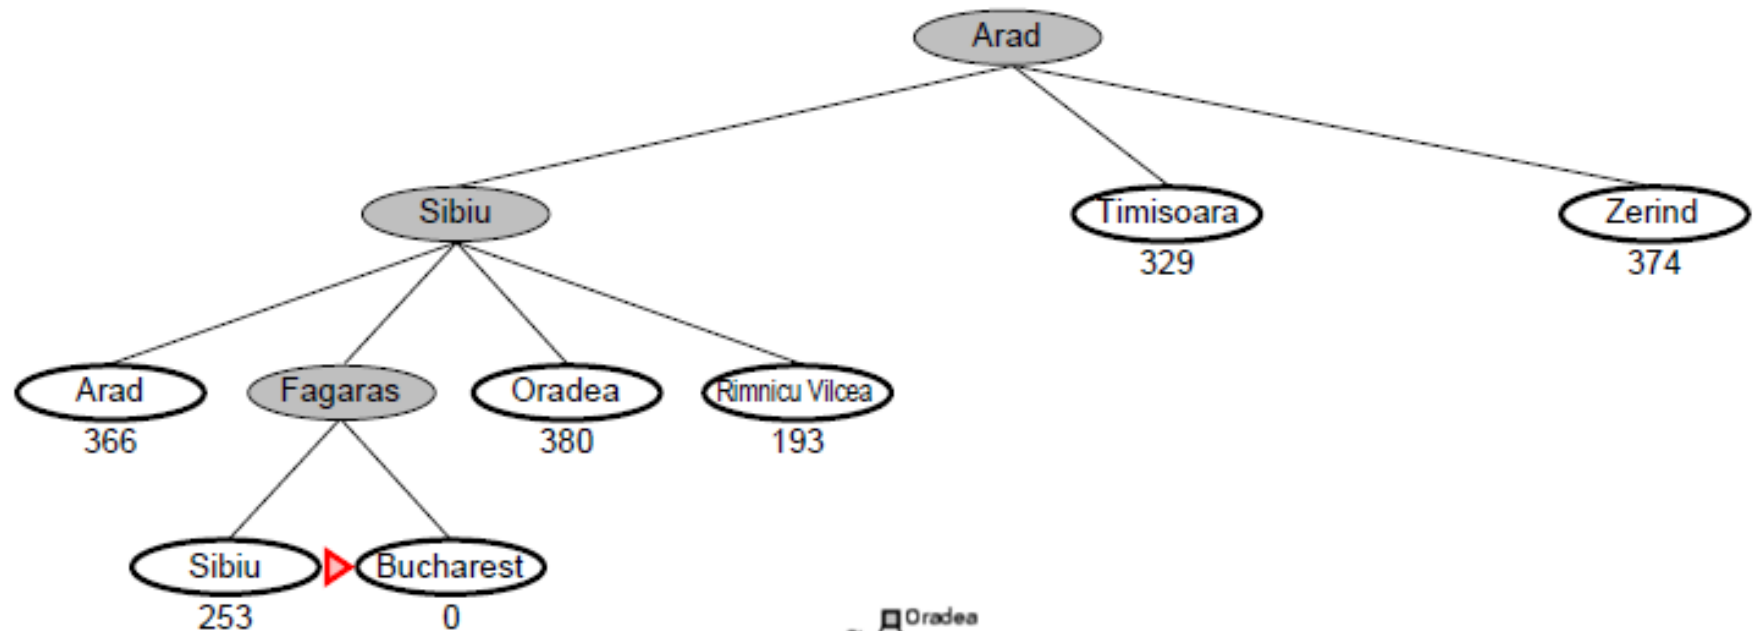 Arad
Sibiu
Timisoara
Zerind
329
374
Arad
Fagaras
Oradea
Rimnicu Vilcea
366
380
193
Sibiu
Bucharest
253
0
Oradea